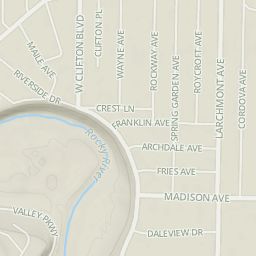 W CLIFTON BLVD
CLIFTON PL
WAYNE AVE
ROCKWAY AVE
SPRING GARDEN AVE
ROYCROFT AVE
LARCHMONT AVE
CORDOVA AVE
MAILE AVE
RIVERSIDE DR
CREST LN
FRANKLIN AVE
Rocky River
ARCHDALE AVE
FRIES AVE
MADISON AVE
VALLEY PKWY
DALEVIEW DR